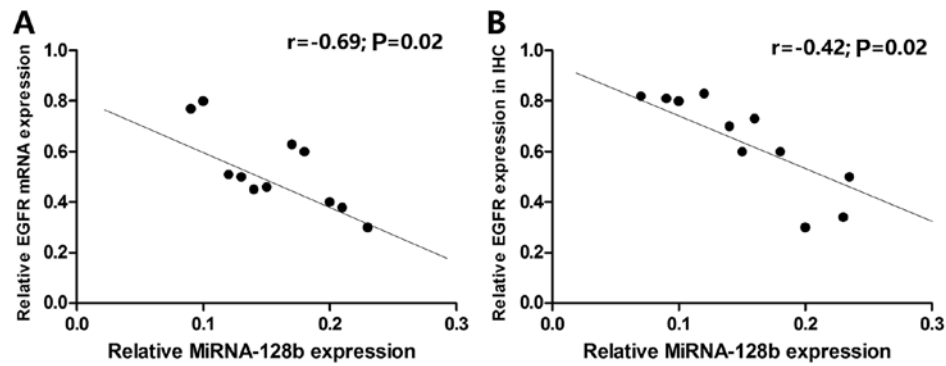 A
r=-0.69; P=0.02
Relative EGFR mRNA expression
1.0
0.8
0.6
0.4
0.2
0.0
0.0 0.1 0.2 0.3
Relative MiRNA-128b expression
B
r=-0.42; P=0.02
Relative EGFR expression in IHC
1.0
0.8
0.6
0.4
0.2
0.0
0.0 0.1 0.2 0.3
Relative MiRNA-128b expression